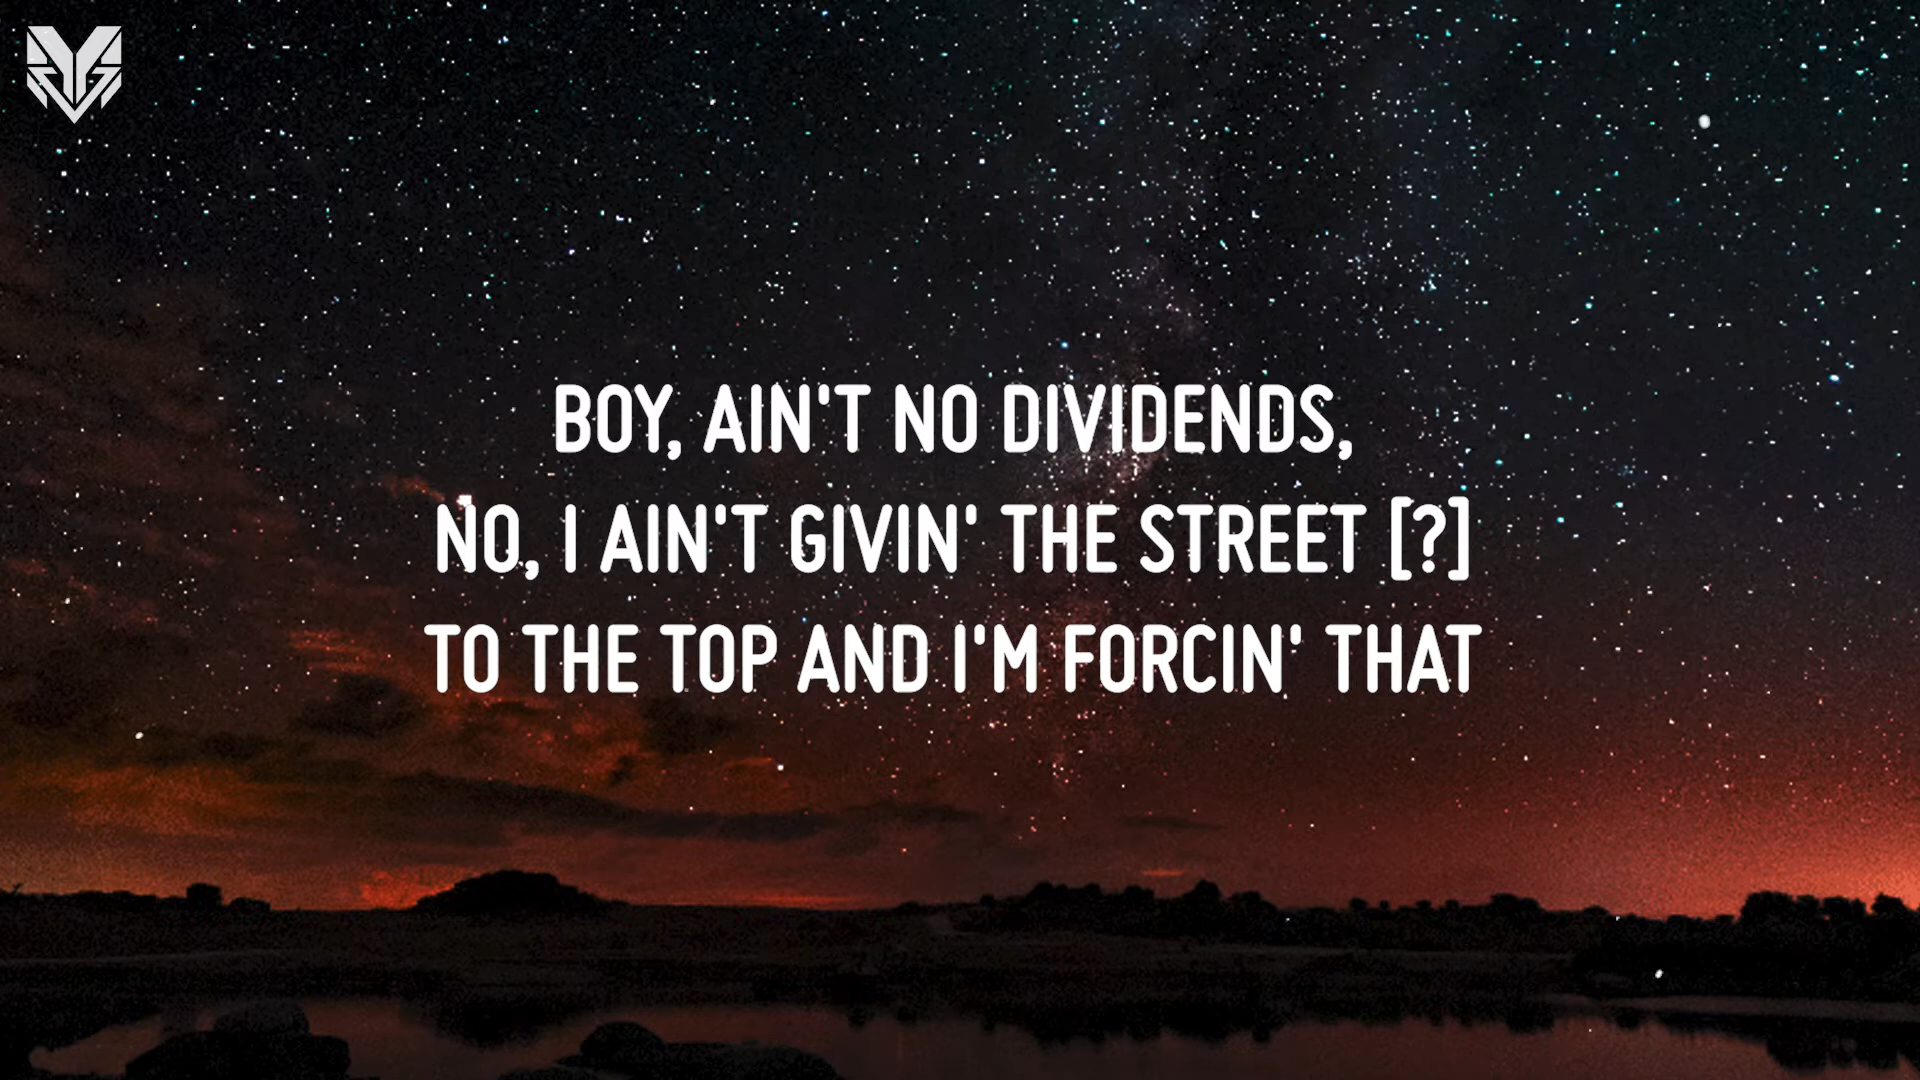 BOY, AIN'T NO DIVIDENDS,
NO, I AIN'T GIVIN' THE STREET [?]
TO THE TOP AND I'M FORCIN' THAT